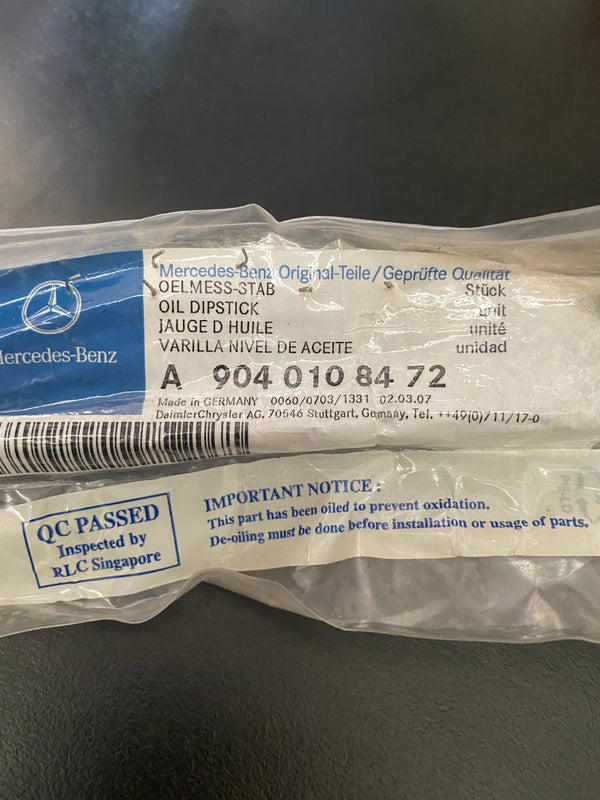 Mercedes-Benz
Mercedes-Benz Original-Teile/Geprüfte Qualität
OELMESS-STAB Stück
OIL DIPSTICK unit
JAUGE D HUILE unité
VARILLA NIVEL DE ACEITE unidad
A 904 010 84 72
Made in GERMANY 0060/0703/1331 02.03.07
DaimlerChrysler AG, 70546 Stuttgart, Gemany, Tel. ++49(0)/11/17-0
QC PASSED
Inspected by
RLC Singapore
IMPORTANT NOTICE :
This part has been oiled to prevent oxidation.
De-oiling must be done before installation or usage of parts.